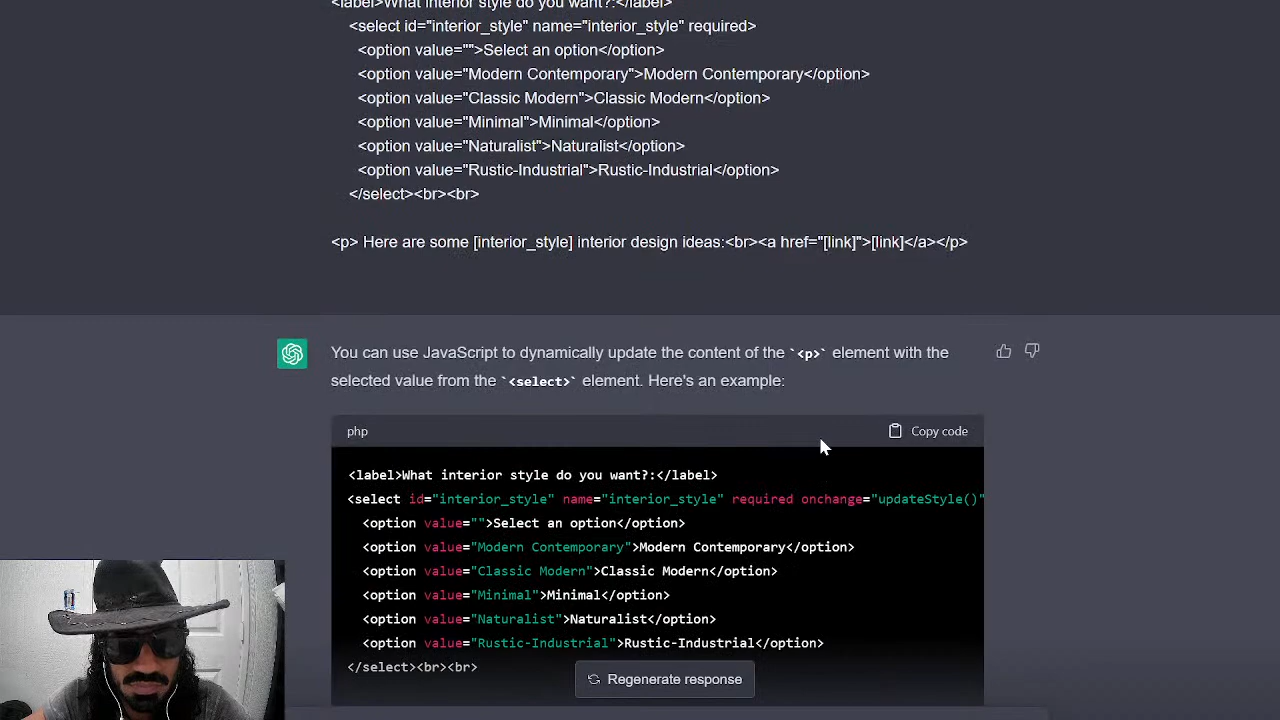 <label>What interior style do you want?:</label>
<select id="interior_style" name="interior_style" required>
<option value="">Select an option</option>
<option value="Modern Contemporary">Modern Contemporary</option>
<option value="Classic Modern">Classic Modern</option>
<option value="Minimal">Minimal</option>
<option value="Naturalist">Naturalist</option>
<option value="Rustic-Industrial">Rustic-Industrial</option>
</select><br><br>
<p> Here are some [interior_style] interior design ideas:<br><a href="[link]">[link]</a></p>
You can use JavaScript to dynamically update the content of the `<p>` element with the
selected value from the `<select>` element. Here's an example:
php
Copy code
<label>What interior style do you want?:</label>
<select id="interior_style" name="interior_style" required onchange="updateStyle()"
<option value="">Select an option</option>
<option value="Modern Contemporary">Modern Contemporary</option>
<option value="Classic Modern">Classic Modern</option>
<option value="Minimal">Minimal</option>
<option value="Naturalist">Naturalist</option>
<option value="Rustic-Industrial">Rustic-Industrial</option>
</select><br><br>
Regenerate response